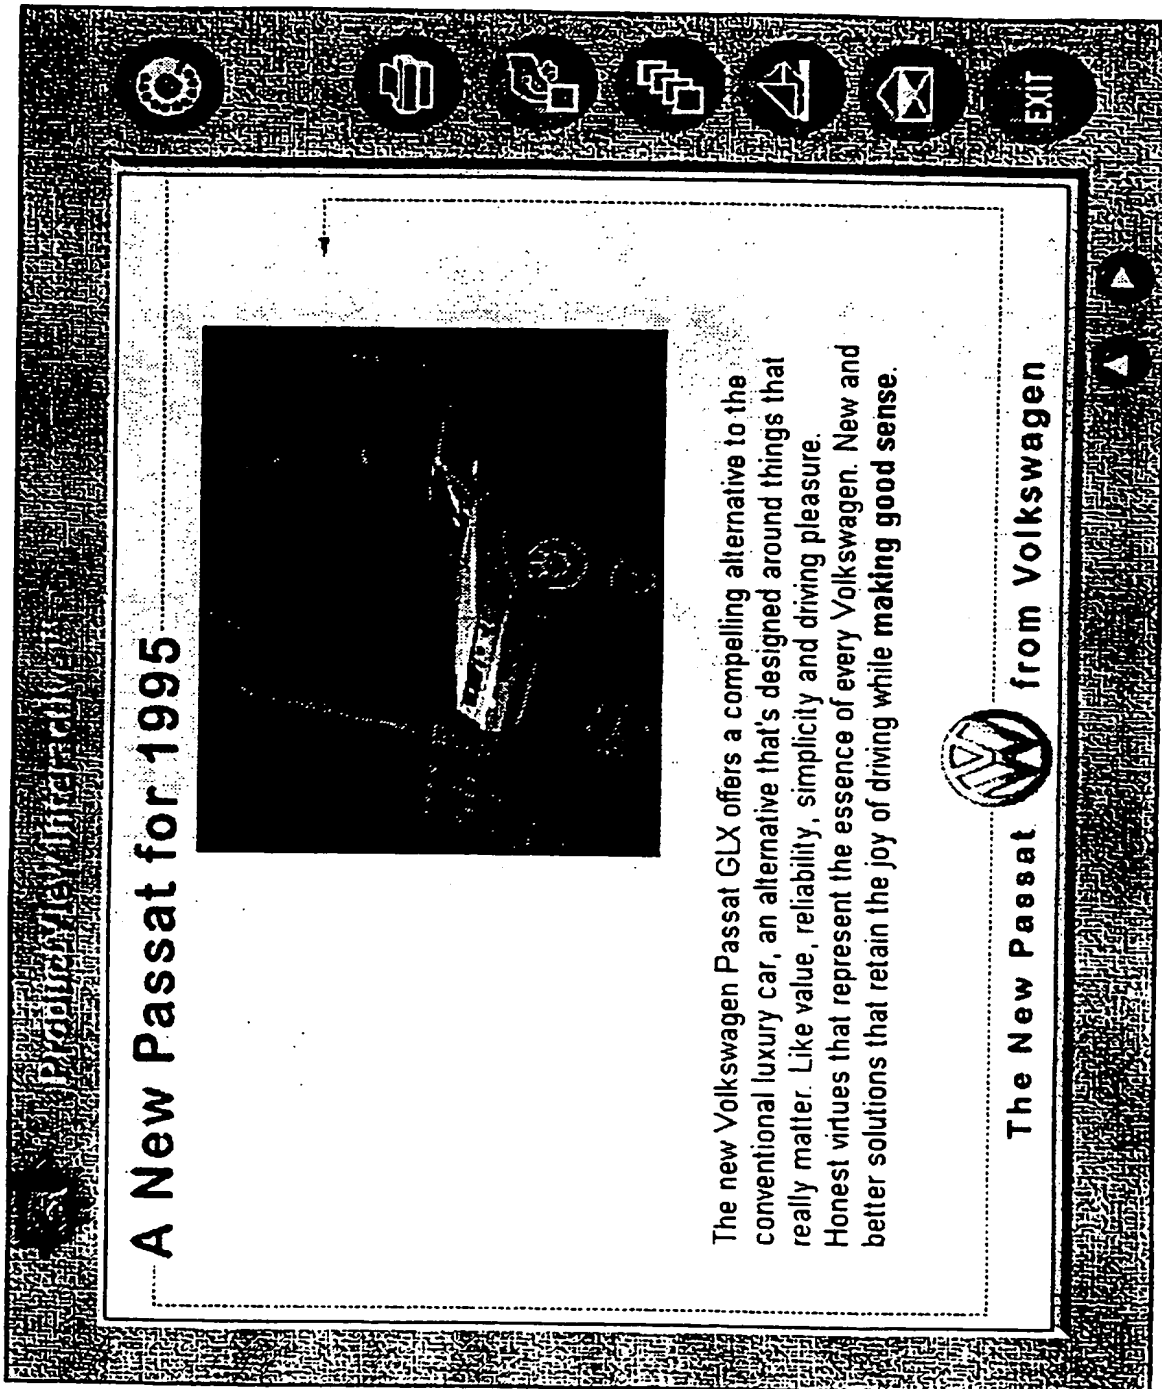 ProductView Interactive
A New Passat for 1995
The new Volkswagen Passat GLX offers a compelling alternative to the
conventional luxury car, an alternative that's designed around things that
really matter. Like value, reliability, simplicity and driving pleasure.
Honest virtues that represent the essence of every Volkswagen. New and
better solutions that retain the joy of driving while making good sense.
The New Passat from Volkswagen
EXIT